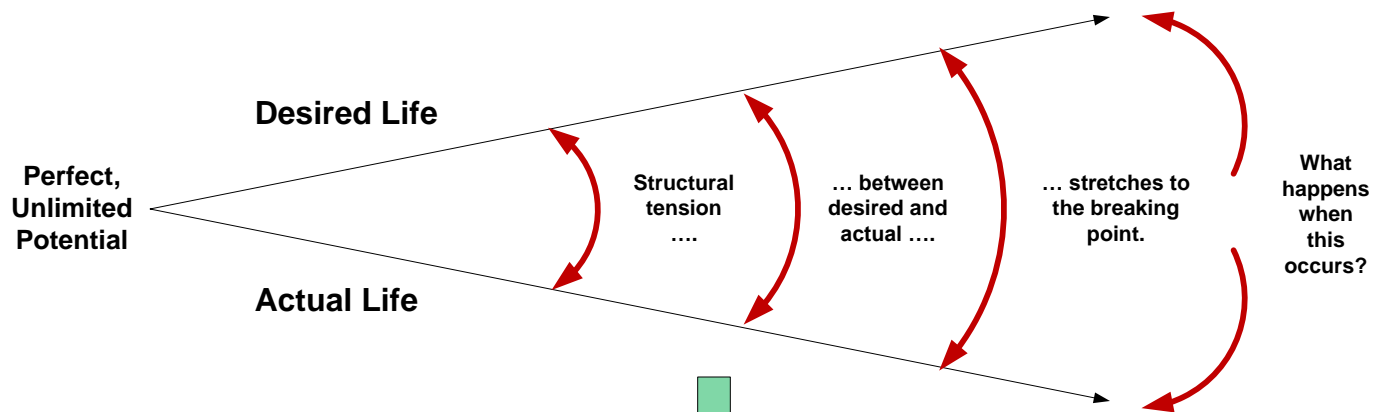 Desired Life
Perfect,
Unlimited
Potential
Actual Life
Structural
tension
….
… between
desired and
actual ….
… stretches to
the breaking
point.
What
happens
when
this
occurs?